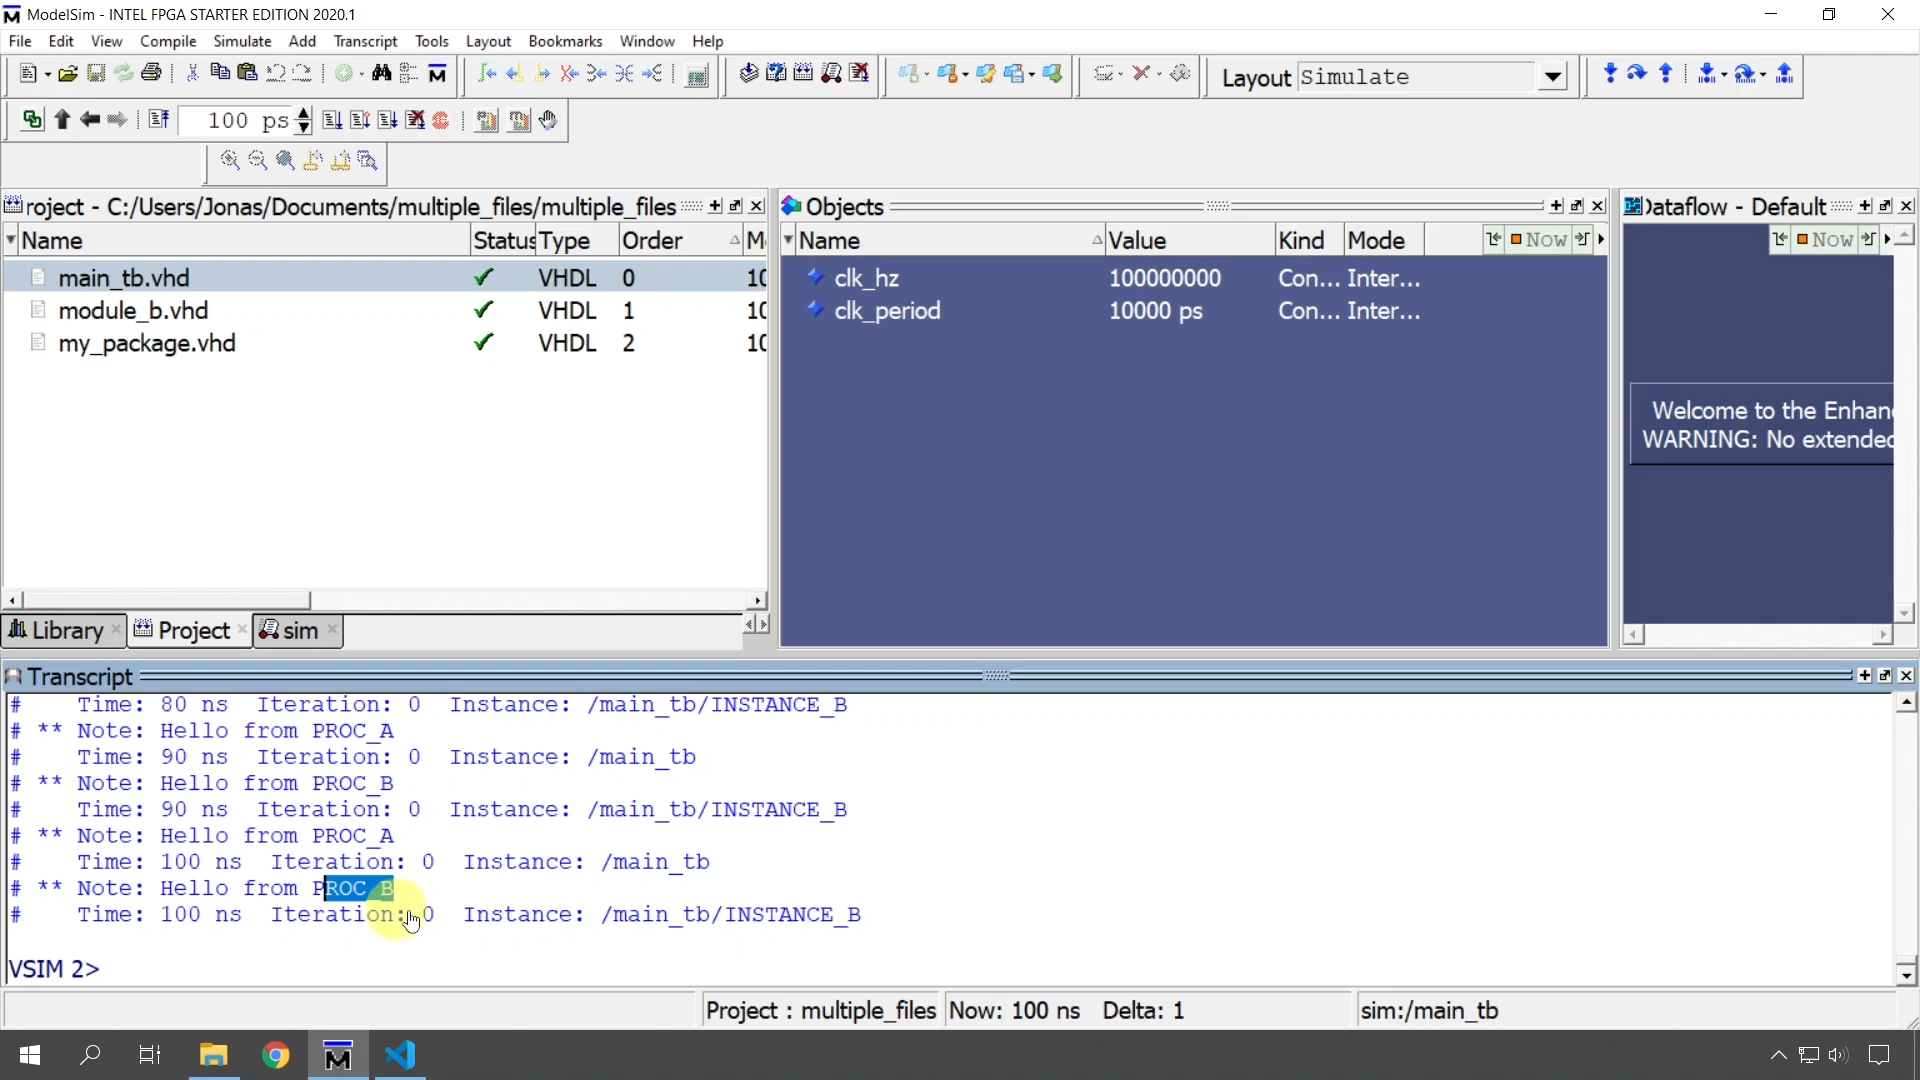 ModelSim - INTEL FPGA STARTER EDITION 2020.1
File Edit View Compile Simulate Add Transcript Tools Layout Bookmarks Window Help
Layout Simulate
100 ps
roject - C:/Users/Jonas/Documents/multiple_files/multiple_files
Name Status Type Order
main_tb.vhd VHDL 0 10
module_b.vhd VHDL 1 10
my_package.vhd VHDL 2 10
Library Project sim
Objects
Name Value Kind Mode Now
clk_hz 100000000 Con... Inter...
clk_period 10000 ps Con... Inter...
Dataflow - Default
Now
Welcome to the Enhan
WARNING: No extended
Transcript
#    Time: 80 ns  Iteration: 0  Instance: /main_tb/INSTANCE_B
# ** Note: Hello from PROC_A
#    Time: 90 ns  Iteration: 0  Instance: /main_tb
# ** Note: Hello from PROC_B
#    Time: 90 ns  Iteration: 0  Instance: /main_tb/INSTANCE_B
# ** Note: Hello from PROC_A
#    Time: 100 ns  Iteration: 0  Instance: /main_tb
# ** Note: Hello from PROC_B
#    Time: 100 ns  Iteration: 0  Instance: /main_tb/INSTANCE_B
VSIM 2>
Project : multiple_files Now: 100 ns Delta: 1 sim:/main_tb